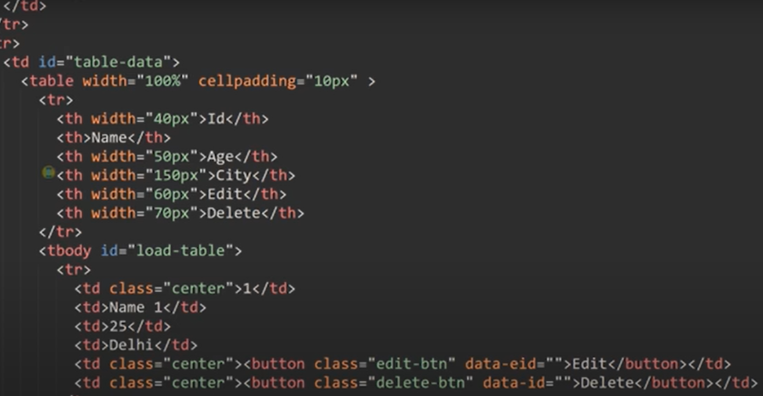 </td>
/tr>
tr>
<td id="table-data">
<table width="100%" cellpadding="10px" >
<tr>
<th width="40px">Id</th>
<th>Name</th>
<th width="50px">Age</th>
<th width="150px">City</th>
<th width="60px">Edit</th>
<th width="70px">Delete</th>
</tr>
<tbody id="load-table">
<tr>
<td class="center">1</td>
<td>Name 1</td>
<td>25</td>
<td>Delhi</td>
<td class="center"><button class="edit-btn" data-eid="">Edit</button></td>
<td class="center"><button class="delete-btn" data-id="">Delete</button></td>